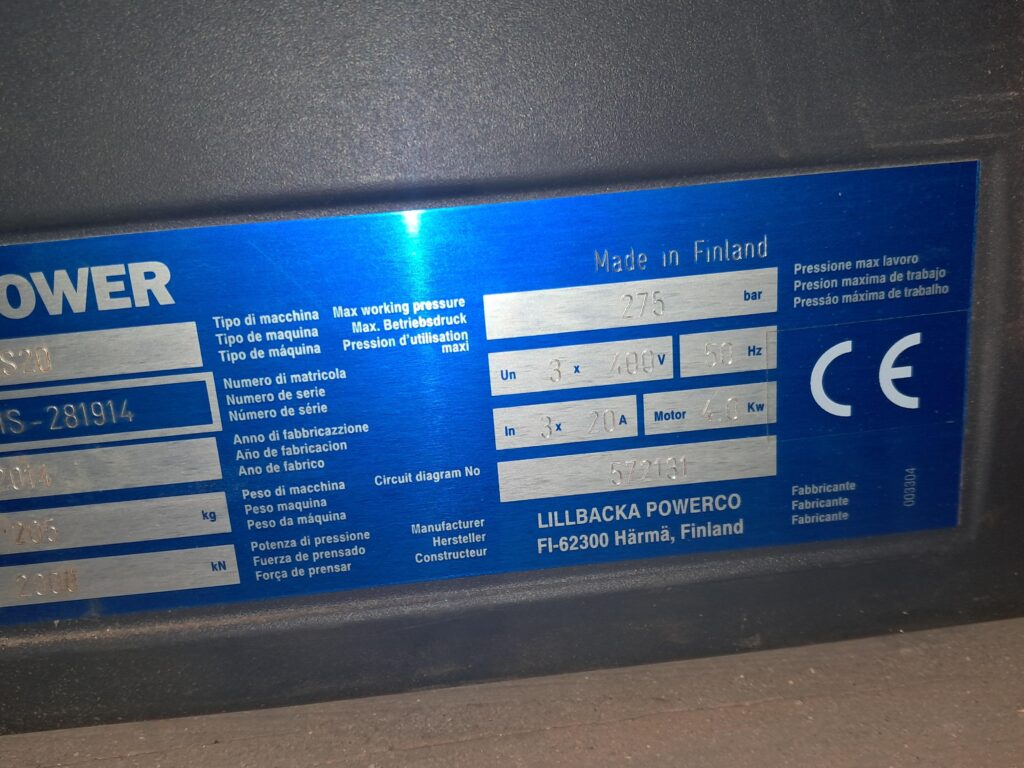 OWER
S20
Tipo di macchina
Tipo de maquina
Tipo de máquina
S-281914
Numero di matricola
Numero de serie
Número de série
2014
Anno di fabbricazzione
Año de fabricacion
Ano de fabrico
205 kg
Peso di macchina
Peso maquina
Peso da máquina
2000 kN
Potenza di pressione
Fuerza de prensado
Força de prensar
Made in Finland
Max working pressure
Max. Betriebsdruck
Pression d'utilisation
maxi
275 bar
Pressione max lavoro
Presion maxima de trabajo
Pressáo máxima de trabalho
Un 3 x 400 V 50 Hz
In 3 x 20 A Motor 4.0 Kw
CE
Circuit diagram No 572131
Manufacturer
Hersteller
Constructeur
LILLBACKA POWERCO
FI-62300 Härmä, Finland
Fabbricante
Fabricante
Fabricante
003304